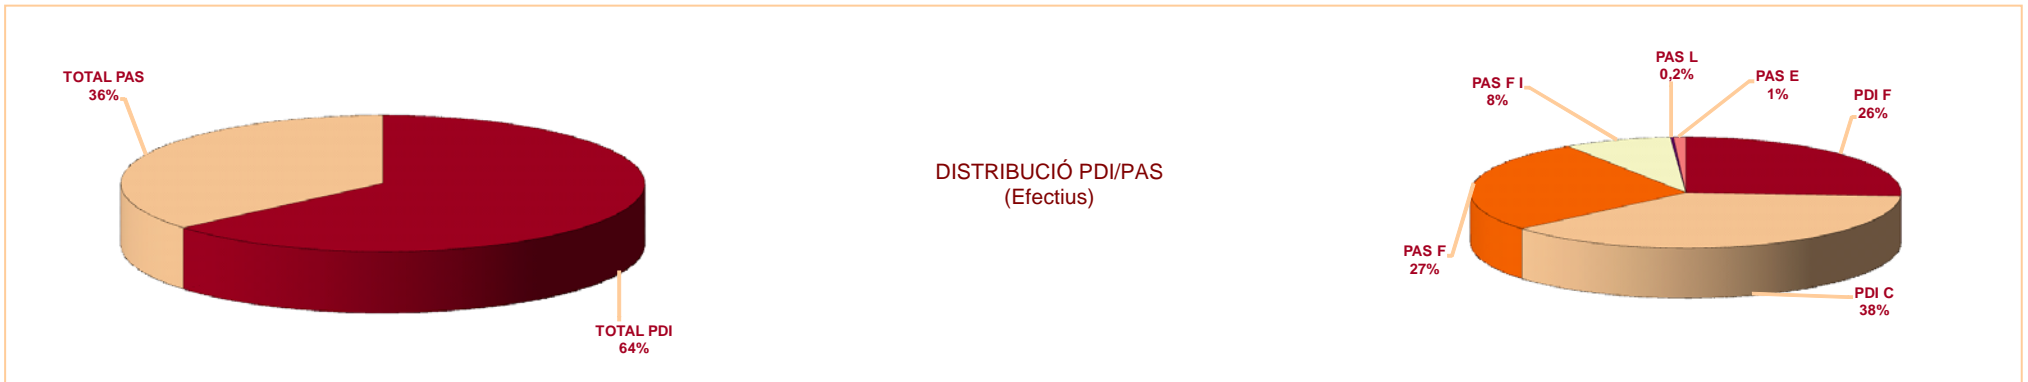 TOTAL PAS
36%
TOTAL PDI
64%
DISTRIBUCIÓ PDI/PAS
(Efectius)
PAS F I
8%
PAS L
0,2%
PAS E
1%
PDI F
26%
PAS F
27%
PDI C
38%